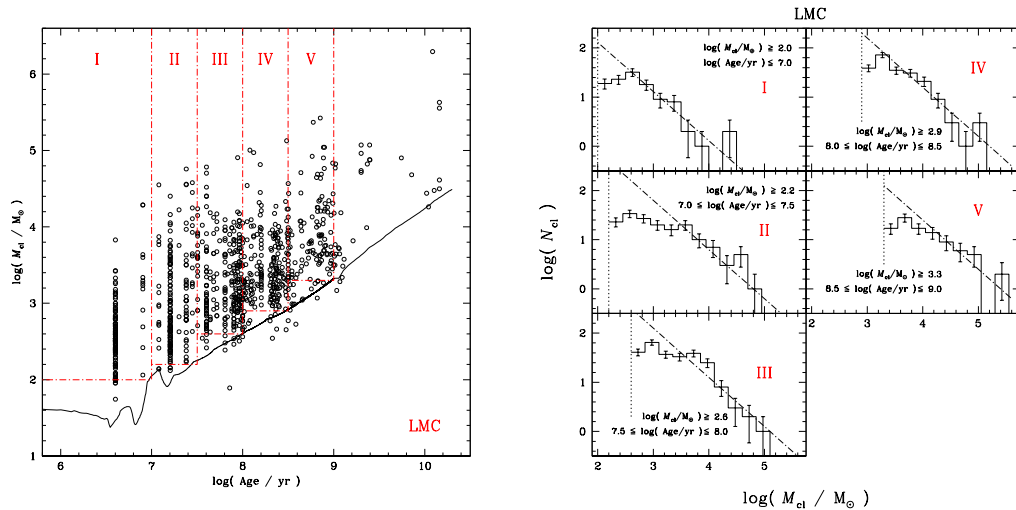 I II III IV V
6
5
4
3
2
1
6 7 8 9 10
log( M_cl / M_⊙ )
log( Age / yr )
LMC
LMC
log( M_cl/M_⊙ ) ≥ 2.0
log( Age/yr ) ≤ 7.0
I
2
1
0
IV
log( M_cl/M_⊙ ) ≥ 2.9
8.0 ≤ log( Age/yr ) ≤ 8.5
log( M_cl/M_⊙ ) ≥ 2.2
7.0 ≤ log( Age/yr ) ≤ 7.5
II
2
1
0
V
log( M_cl/M_⊙ ) ≥ 3.3
8.5 ≤ log( Age/yr ) ≤ 9.0
2 3 4 5
III
log( M_cl/M_⊙ ) ≥ 2.6
7.5 ≤ log( Age/yr ) ≤ 8.0
2
1
0
2 3 4 5
log( N_cl )
log( M_cl / M_⊙ )